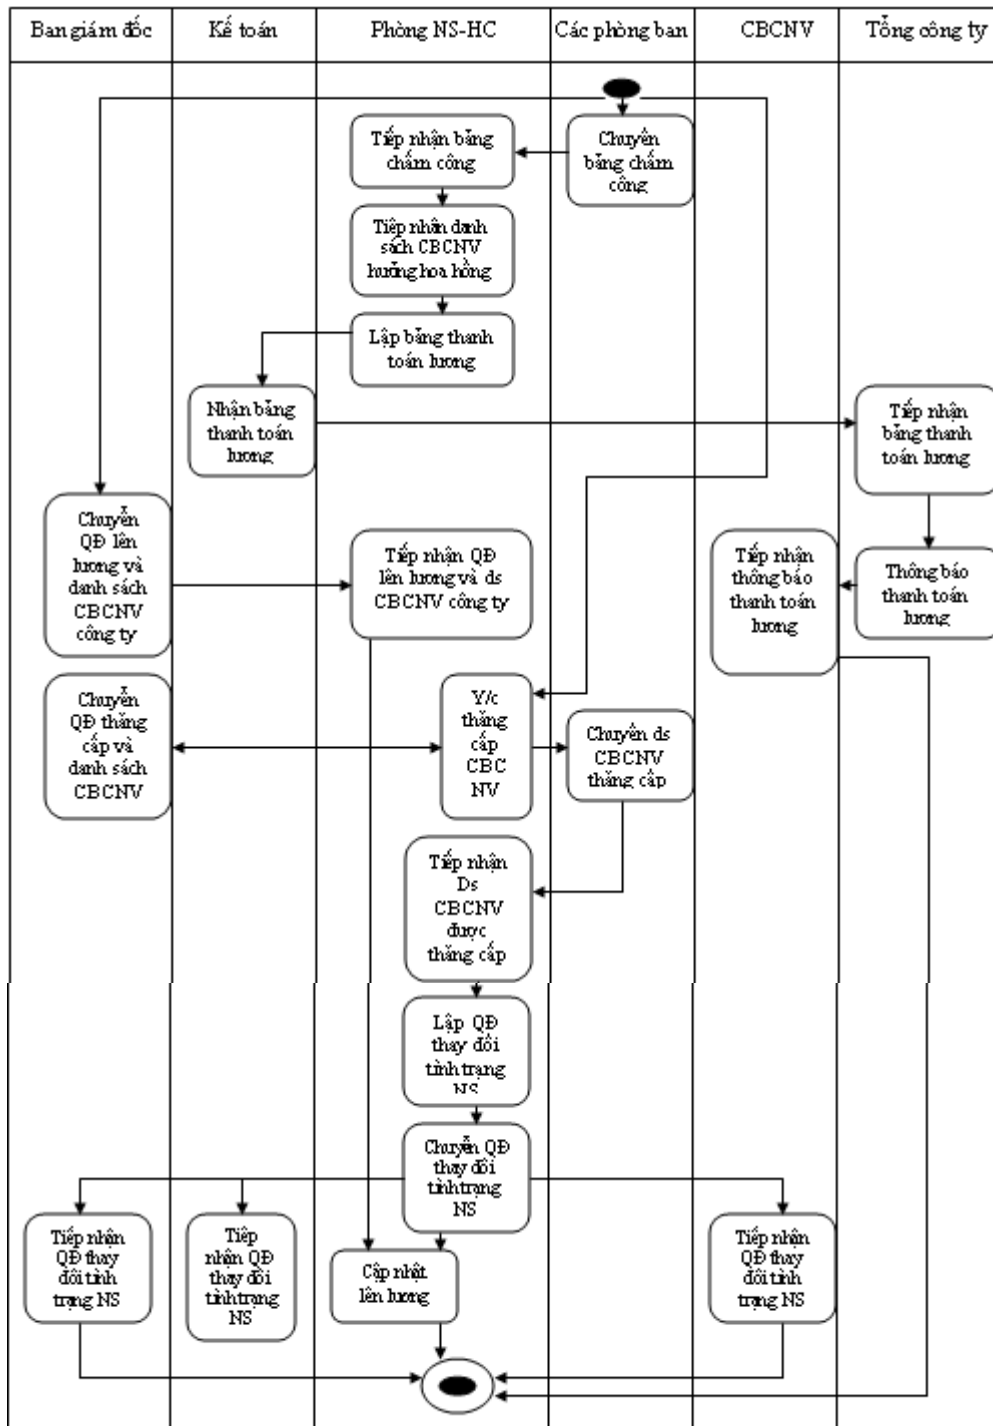 Ban giám đốc
Kế toán
Phòng NS-HC
Các phòng ban
CBCNV
Tổng công ty
Tiếp nhận bảng
chấm công
Chuyển
bảng chấm
công
Tiếp nhận danh
sách CBCNV
hưởng hoa hồng
Lập bảng thanh
toán lương
Nhận bảng
thanh toán
lương
Tiếp nhận
bảng thanh
toán lương
Chuyển
QĐ lên
lương và
danh sách
CBCNV
công ty
Tiếp nhận QĐ
lên lương và ds
CBCNV công ty
Tiếp nhận
thông báo
thanh toán
lương
Thông báo
thanh toán
lương
Chuyển
QĐ thăng
cấp và
danh sách
CBCNV
Y/c
thăng
cấp
CBC
NV
Chuyển ds
CBCNV
thăng cấp
Tiếp nhận
Ds
CBCNV
được
thăng cấp
Lập QĐ
thay đổi
tình trạng
NS
Chuyển QĐ
thay đổi
tình trạng
NS
Tiếp nhận
QĐ thay
đổi tình
trạng NS
Tiếp
nhận QĐ
thay đổi
tình trạng
NS
Cập nhật
lên lương
Tiếp nhận
QĐ thay
đổi tình
trạng NS